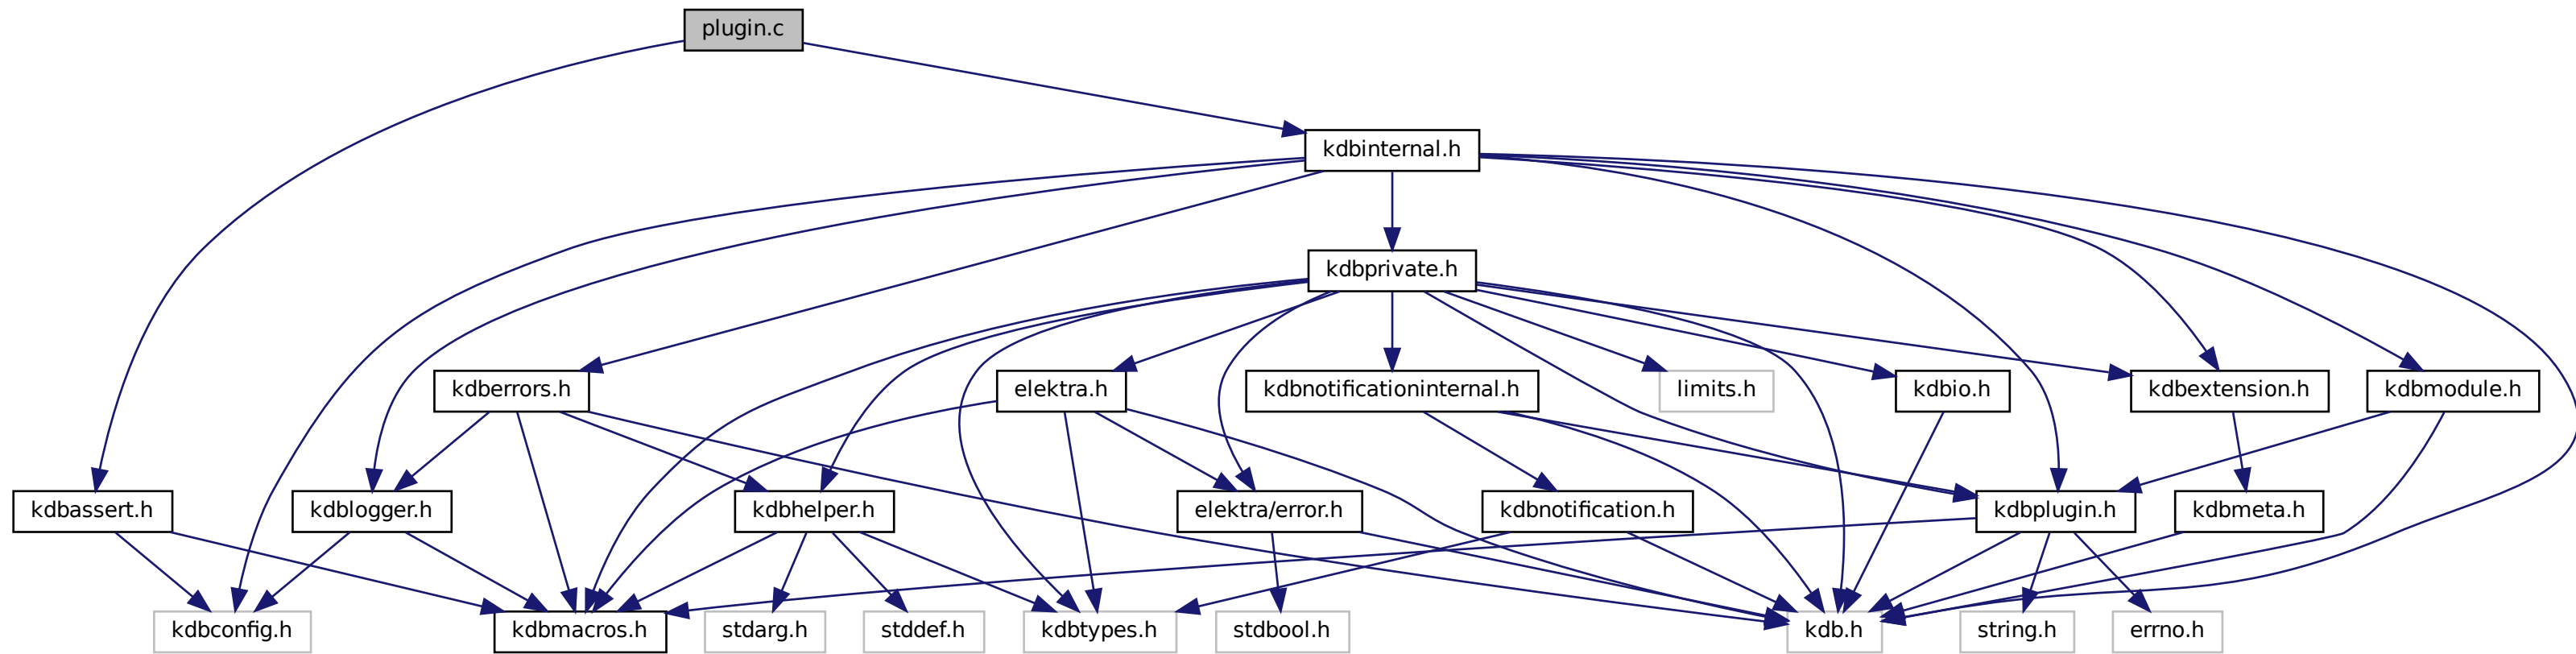 plugin.c
kdbinternal.h
kdbprivate.h
kdberrors.h
elektra.h
kdbnotificationinternal.h
limits.h
kdbio.h
kdbextension.h
kdbmodule.h
kdbassert.h
kdblogger.h
kdbhelper.h
elektra/error.h
kdbnotification.h
kdbplugin.h
kdbmeta.h
kdbconfig.h
kdbmacros.h
stdarg.h
stddef.h
kdbtypes.h
stdbool.h
kdb.h
string.h
errno.h